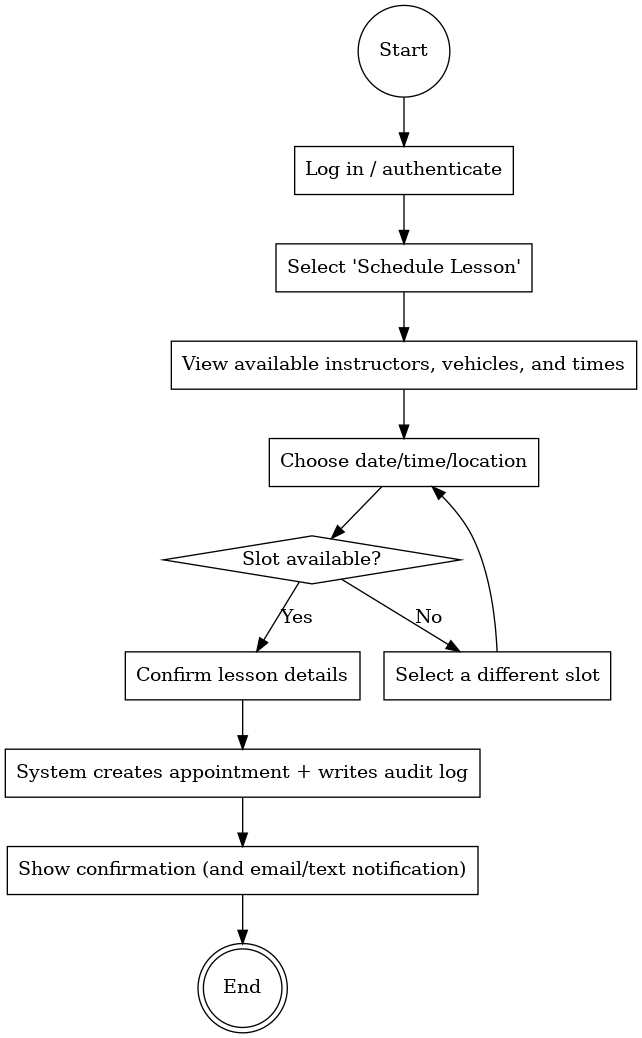 Start
Log in / authenticate
Select 'Schedule Lesson'
View available instructors, vehicles, and times
Choose date/time/location
Slot available?
Yes
No
Confirm lesson details
Select a different slot
System creates appointment + writes audit log
Show confirmation (and email/text notification)
End